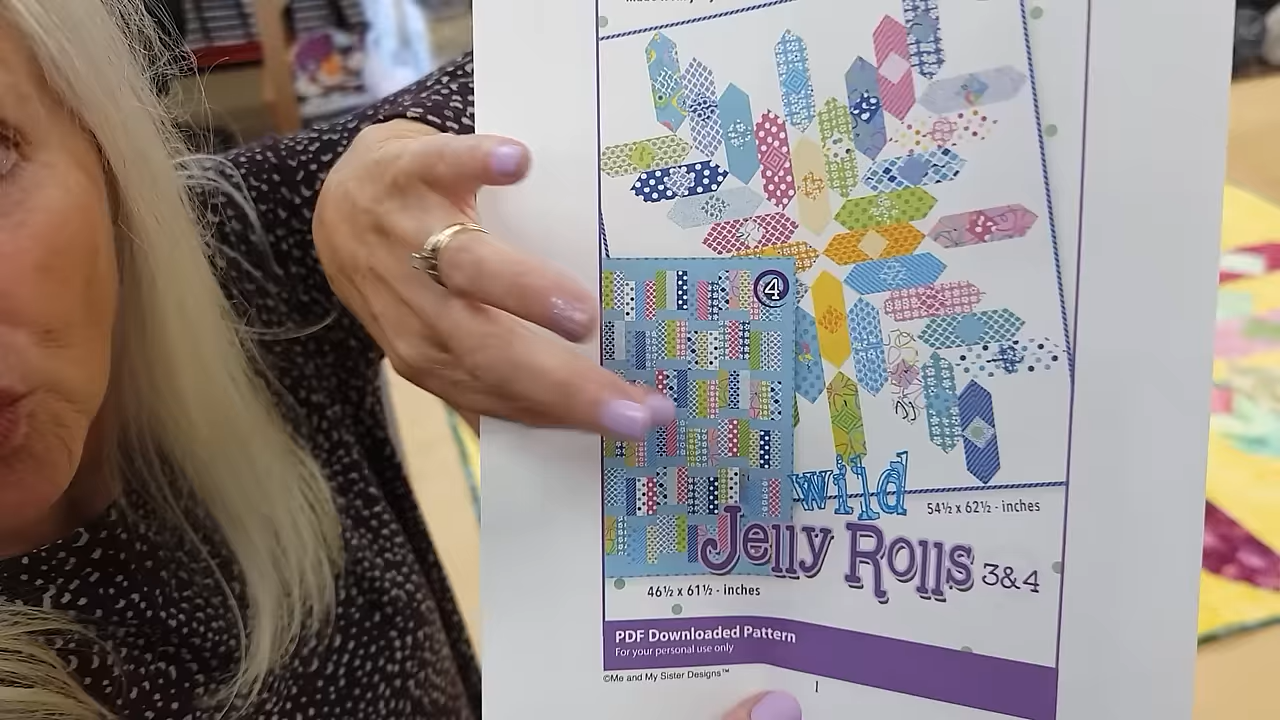 4
wild
54½ x 62½ - inches
Jelly Rolls 3&4
46½ x 61½ - inches
PDF Downloaded Pattern
For your personal use only
©Me and My Sister Designs™
1